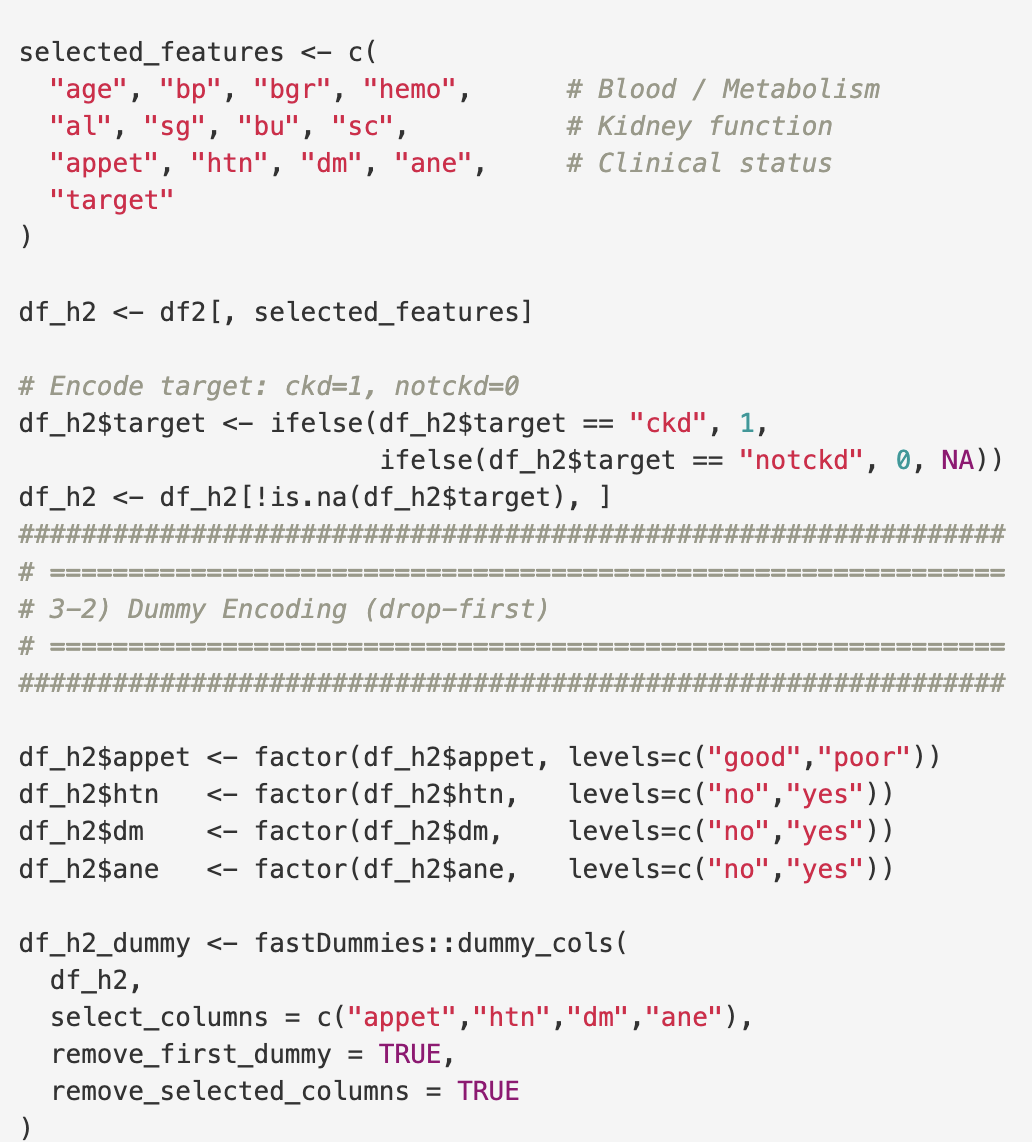 selected_features <- c(
  "age", "bp", "bgr", "hemo",      # Blood / Metabolism
  "al", "sg", "bu", "sc",          # Kidney function
  "appet", "htn", "dm", "ane",     # Clinical status
  "target"
)
df_h2 <- df2[, selected_features]
# Encode target: ckd=1, notckd=0
df_h2$target <- ifelse(df_h2$target == "ckd", 1,
                       ifelse(df_h2$target == "notckd", 0, NA))
df_h2 <- df_h2[!is.na(df_h2$target), ]
###############################################################
# =============================================================
# 3-2) Dummy Encoding (drop-first)
# =============================================================
###############################################################
df_h2$appet <- factor(df_h2$appet, levels=c("good","poor"))
df_h2$htn   <- factor(df_h2$htn,   levels=c("no","yes"))
df_h2$dm    <- factor(df_h2$dm,    levels=c("no","yes"))
df_h2$ane   <- factor(df_h2$ane,   levels=c("no","yes"))
df_h2_dummy <- fastDummies::dummy_cols(
  df_h2,
  select_columns = c("appet","htn","dm","ane"),
  remove_first_dummy = TRUE,
  remove_selected_columns = TRUE
)